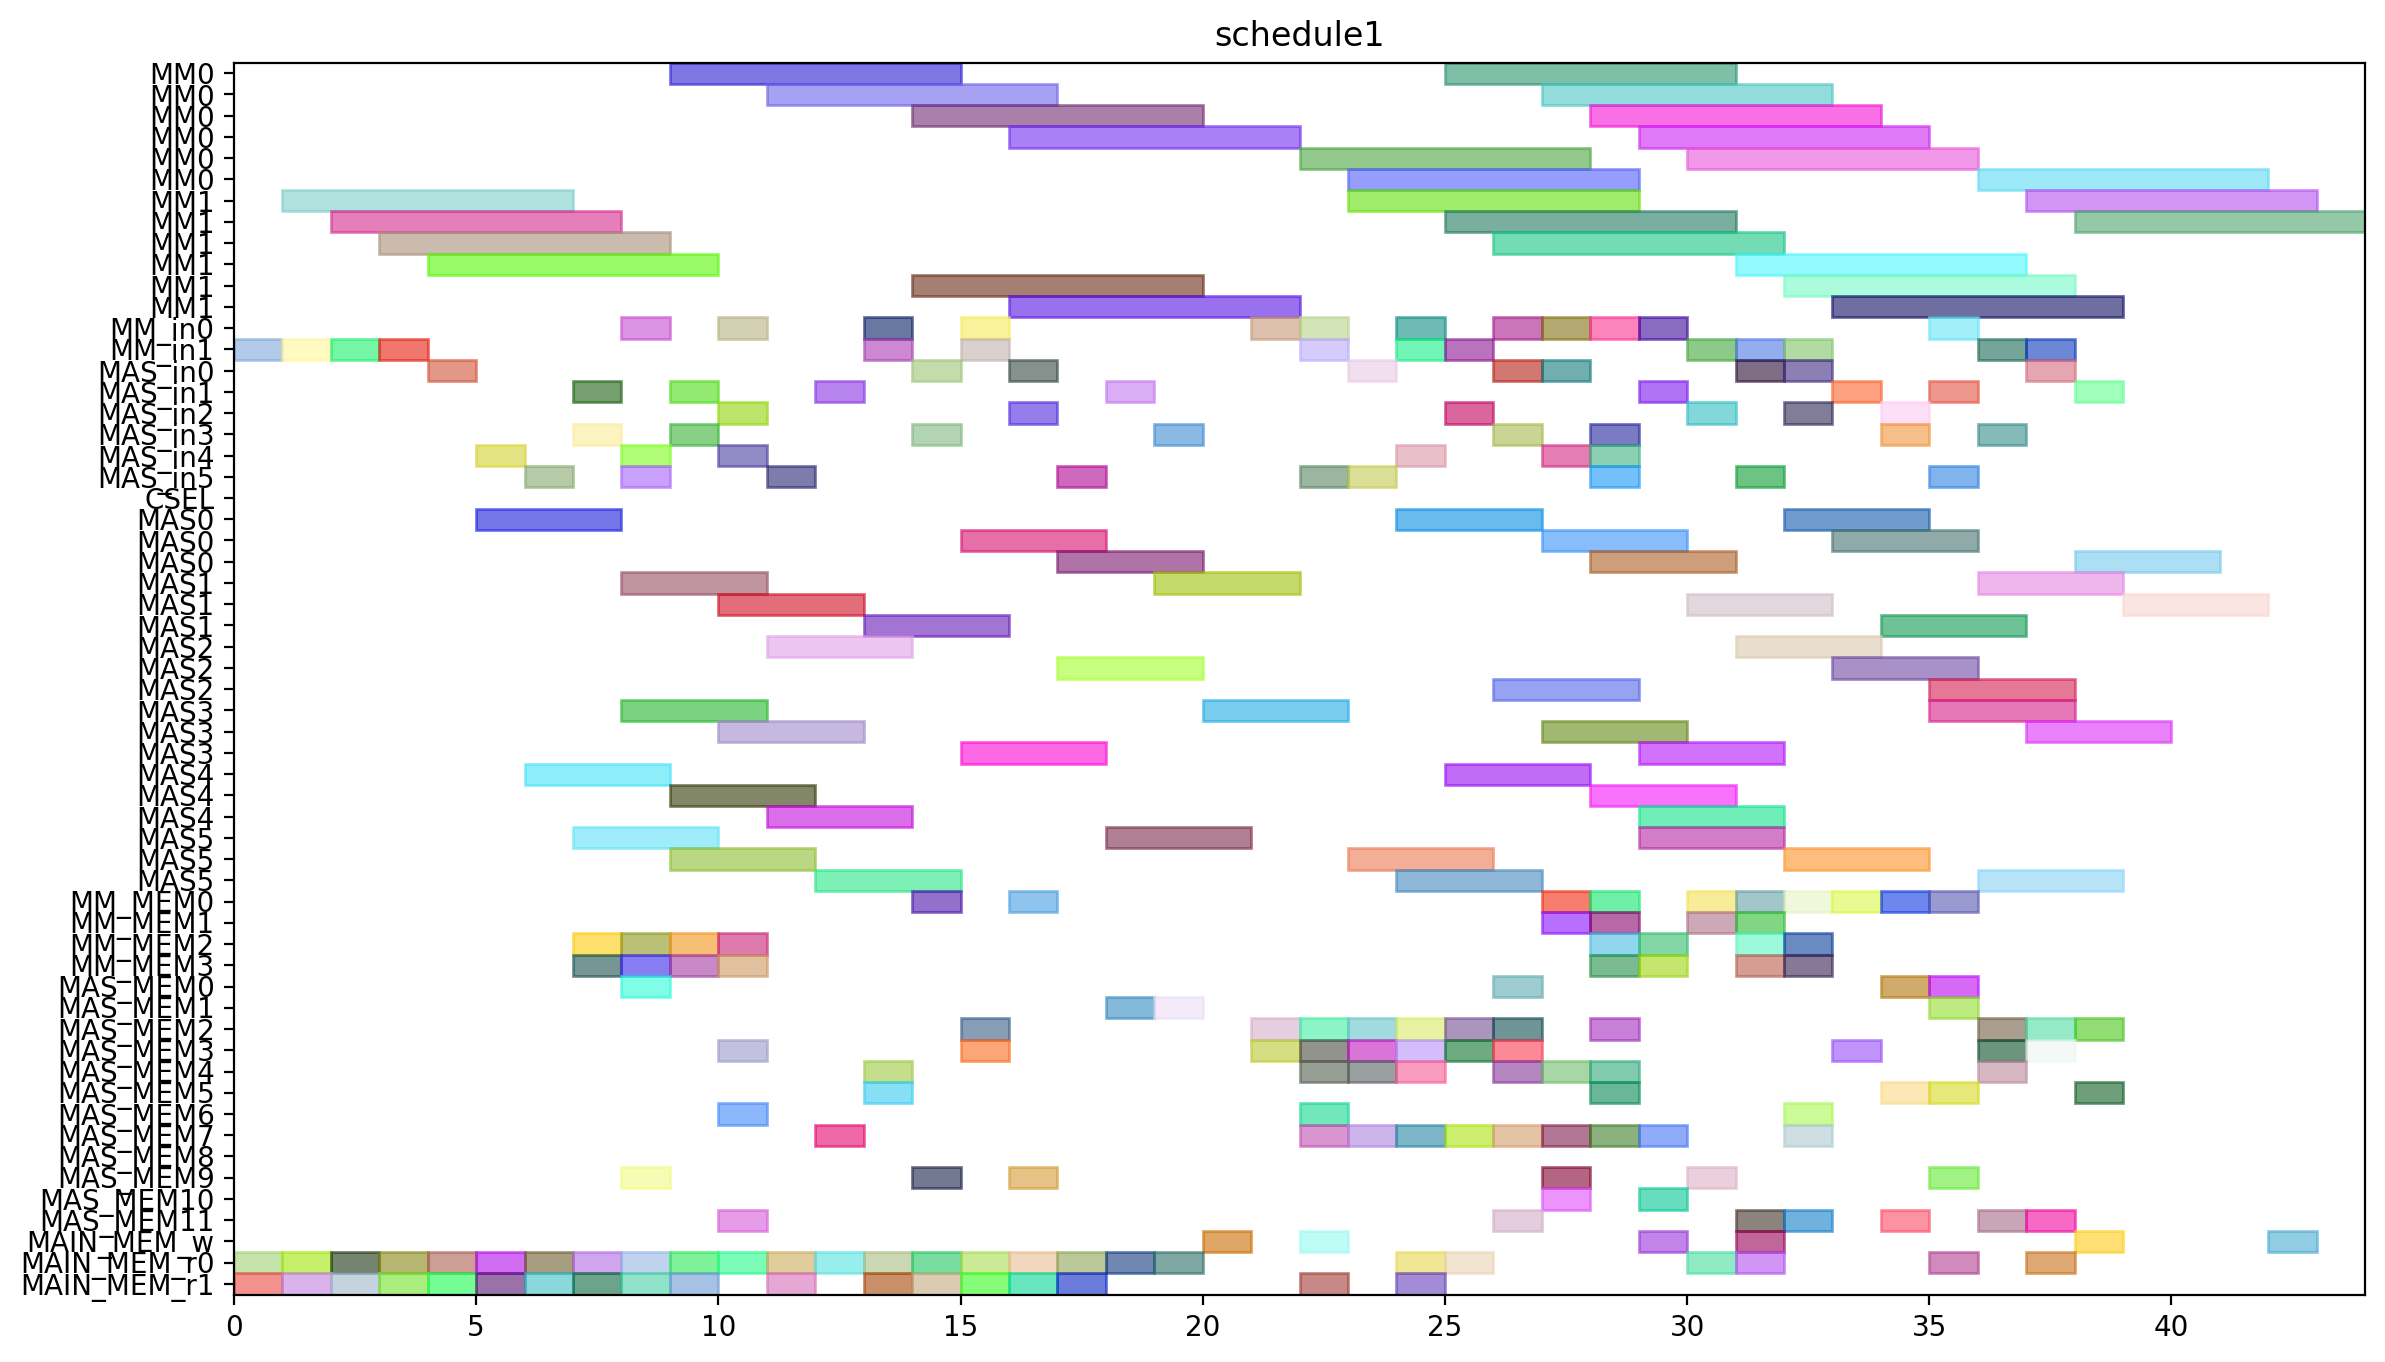 schedule1
MM0
MM0
MM0
MM0
MM0
MM0
MM1
MM1
MM1
MM1
MM1
MM1
MM_in0
MM_in1
MAS_in0
MAS_in1
MAS_in2
MAS_in3
MAS_in4
MAS_in5
CSEL
MAS0
MAS0
MAS0
MAS1
MAS1
MAS1
MAS2
MAS2
MAS2
MAS3
MAS3
MAS3
MAS4
MAS4
MAS4
MAS5
MAS5
MAS5
MM_MEM0
MM_MEM1
MM_MEM2
MM_MEM3
MAS_MEM0
MAS_MEM1
MAS_MEM2
MAS_MEM3
MAS_MEM4
MAS_MEM5
MAS_MEM6
MAS_MEM7
MAS_MEM8
MAS_MEM9
MAS_MEM10
MAS_MEM11
MAIN_MEM_w
MAIN_MEM_r0
MAIN_MEM_r1
0 5 10 15 20 25 30 35 40